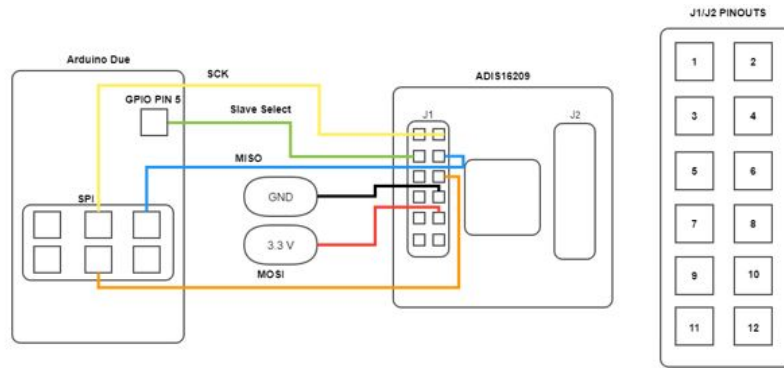 J1/J2 PINOUTS
Arduino Due
SCK
ADIS16209
GPIO PIN 5
Slave Select
J1
J2
MISO
SPI
GND
3.3 V
MOSI
1 2
3 4
5 6
7 8
9 10
11 12